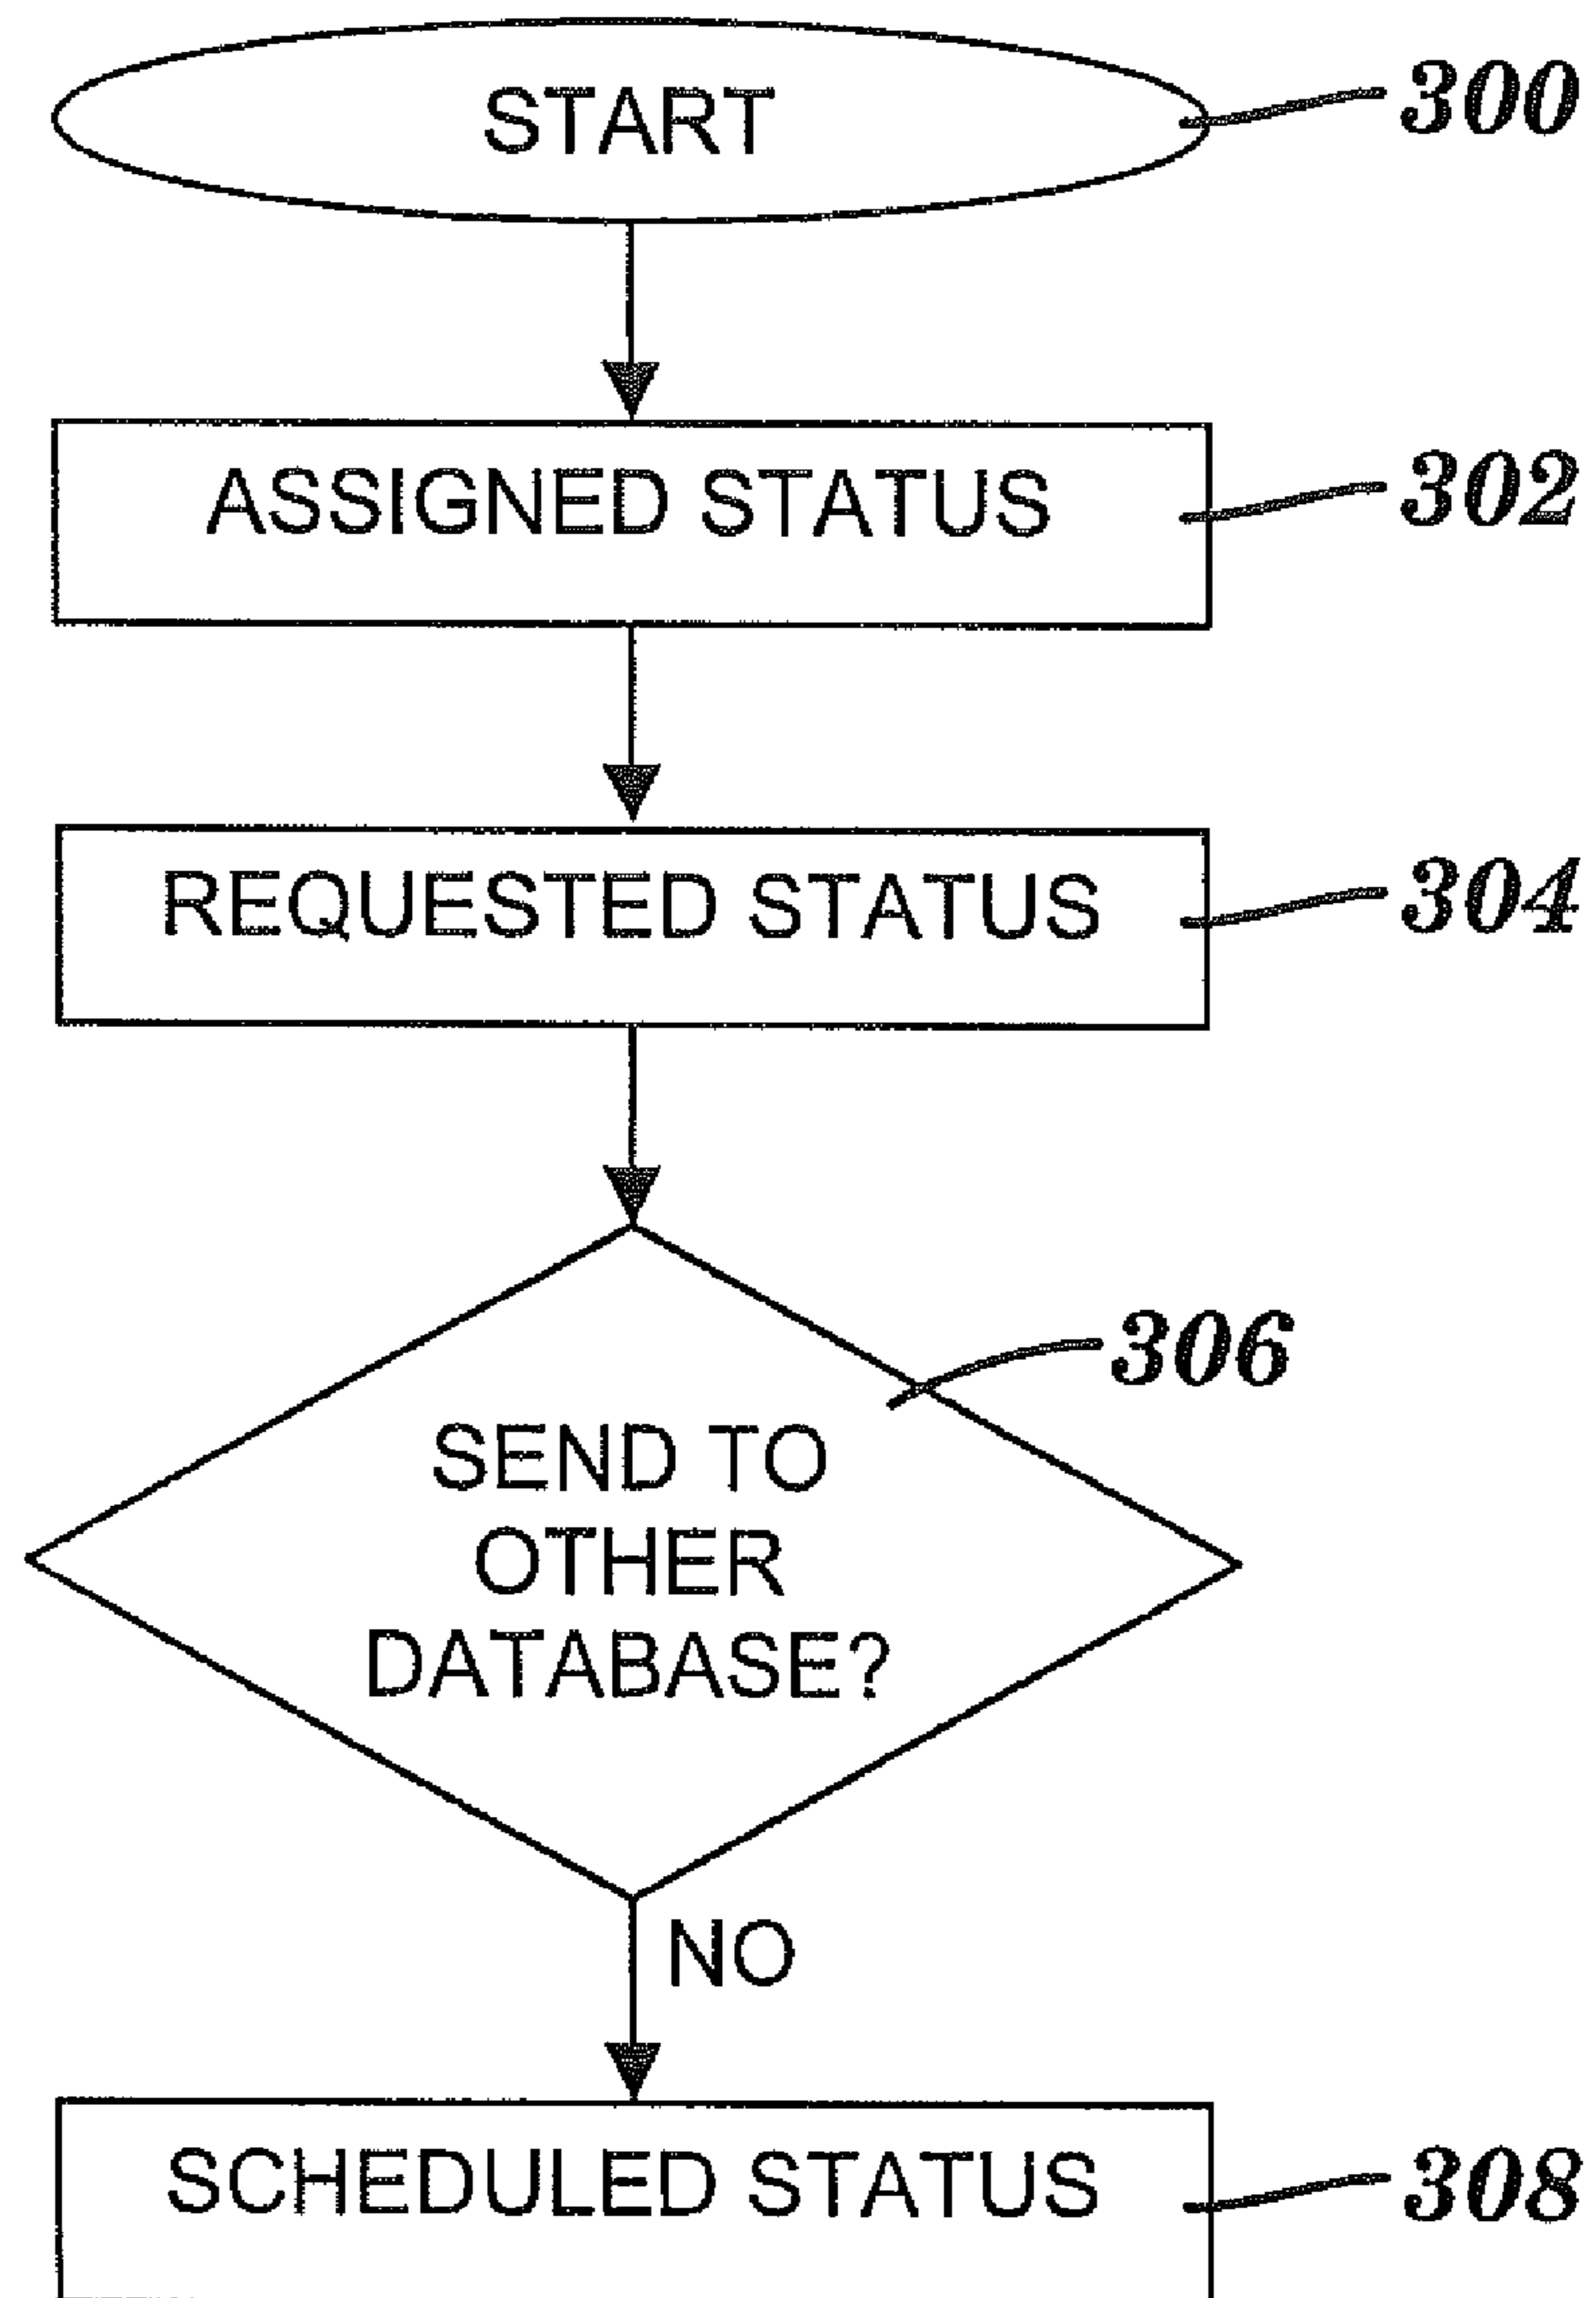 START
300
ASSIGNED STATUS
302
REQUESTED STATUS
304
306
SEND TO
OTHER
DATABASE?
NO
SCHEDULED STATUS
308